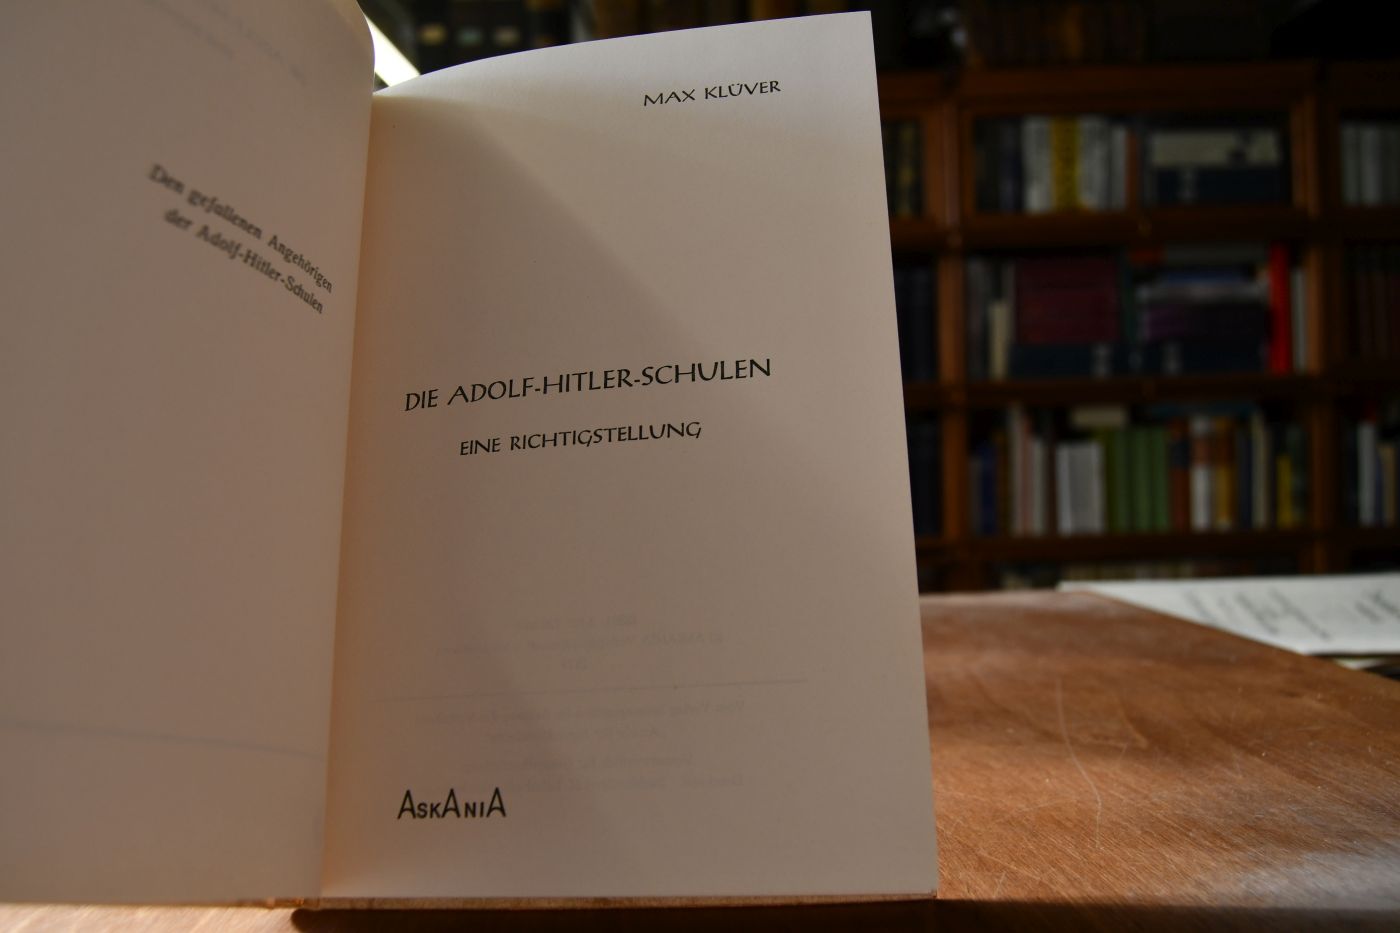 Den gefallenen Angehörigen
der Adolf-Hitler-Schulen
MAX KLÜVER
DIE ADOLF-HITLER-SCHULEN
EINE RICHTIGSTELLUNG
ASKANIA